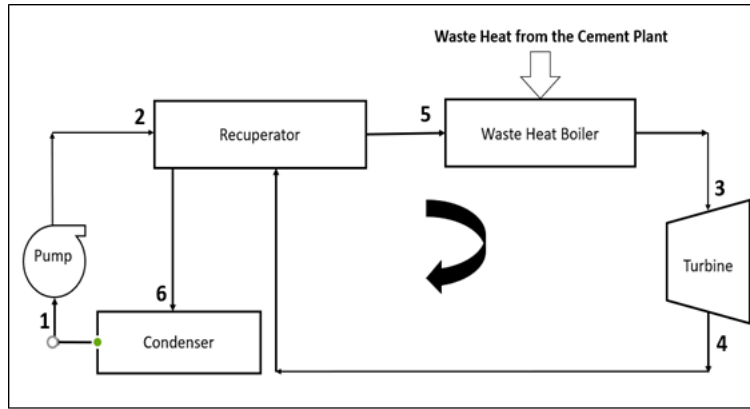 Waste Heat from the Cement Plant
2
Recuperator
5
Waste Heat Boiler
3
Pump
Turbine
1
6
Condenser
4